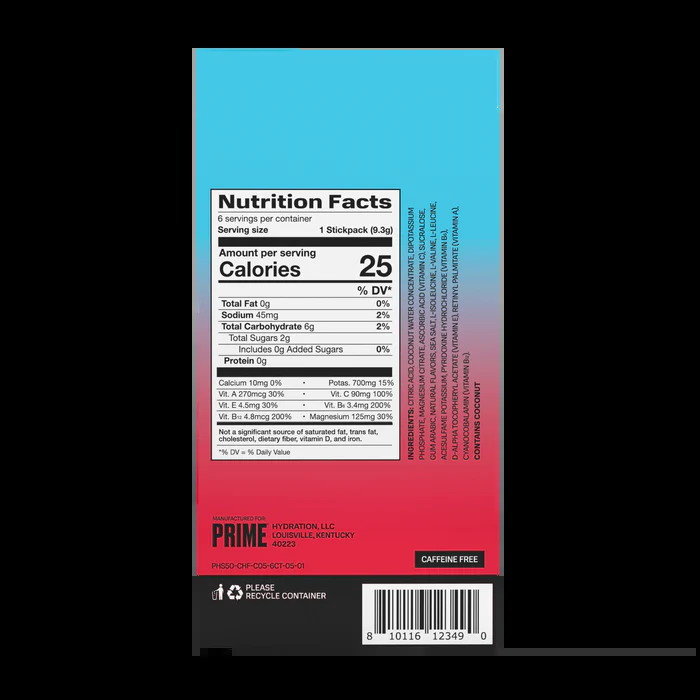 Nutrition Facts
6 servings per container
Serving size 1 Stickpack (9.3g)
Amount per serving
Calories 25
% DV*
Total Fat 0g 0%
Sodium 45mg 2%
Total Carbohydrate 6g 2%
Total Sugars 2g
Includes 0g Added Sugars 0%
Protein 0g
Calcium 10mg 0% • Potas. 700mg 15%
Vit. A 270mcg 30% • Vit. C 90mg 100%
Vit. E 4.5mg 30% • Vit. B₆ 3.4mg 200%
Vit. B₁₂ 4.8mcg 200% • Magnesium 125mg 30%
Not a significant source of saturated fat, trans fat,
cholesterol, dietary fiber, vitamin D, and iron.
*% DV = % Daily Value
INGREDIENTS: CITRIC ACID, COCONUT WATER CONCENTRATE, DIPOTASSIUM
PHOSPHATE, MAGNESIUM CITRATE, ASCORBIC ACID (VITAMIN C), SUCRALOSE,
GUM ARABIC, NATURAL FLAVORS, SEA SALT, L-ISOLEUCINE, L-VALINE, L-LEUCINE,
ACESULFAME POTASSIUM, PYRIDOXINE HYDROCHLORIDE (VITAMIN B₆),
D-ALPHA TOCOPHERYL ACETATE (VITAMIN E), RETINYL PALMITATE (VITAMIN A),
CYANOCOBALAMIN (VITAMIN B₁₂).
CONTAINS COCONUT
MANUFACTURED FOR:
PRIME
HYDRATION, LLC
LOUISVILLE, KENTUCKY
40223
CAFFEINE FREE
PHS50-CHF-C05-6CT-05-01
PLEASE
RECYCLE CONTAINER
8 10116 12349 0